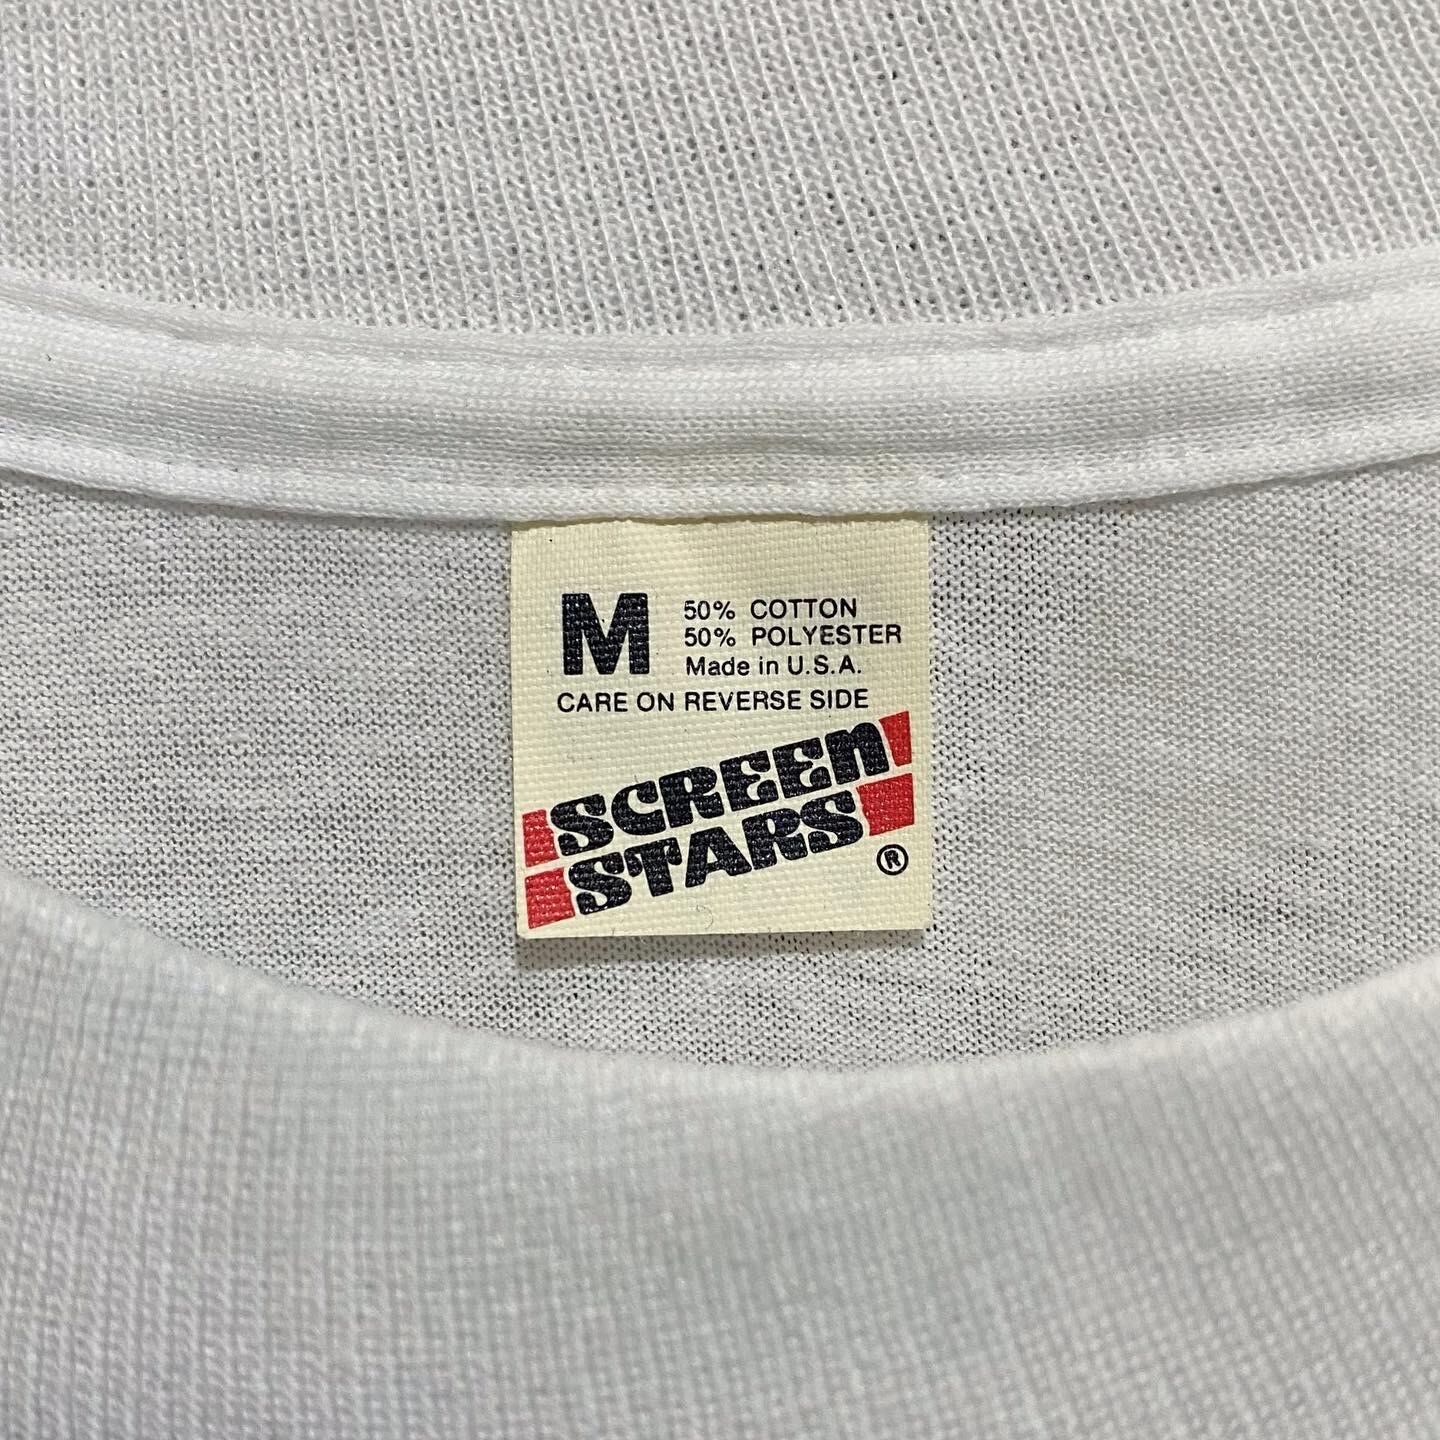 M
50% COTTON
50% POLYESTER
Made in U.S.A.
CARE ON REVERSE SIDE
SCREEN
STARS
®